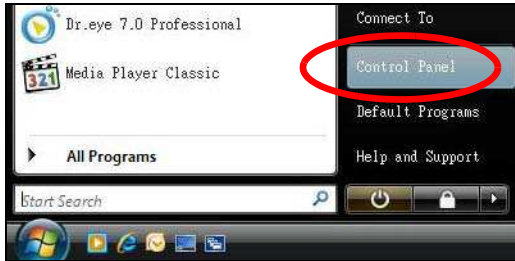 Dr.eye 7.0 Professional
321 Media Player Classic
All Programs
Start Search
Connect To
Control Panel
Default Programs
Help and Support